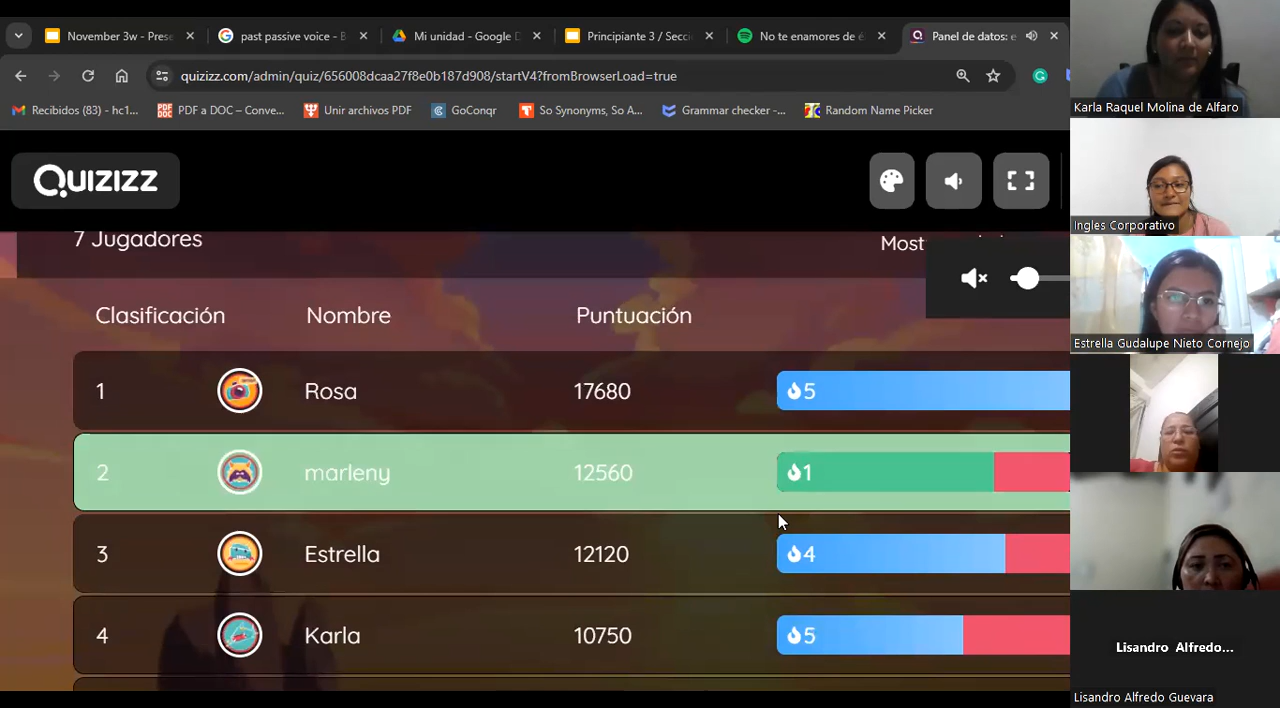 November 3w - Prese
past passive voice - B
Mi unidad - Google D
Principiante 3 / Secci
No te enamores de é
Panel de datos: e
quizizz.com/admin/quiz/656008dcaa27f8e0b187d908/startV4?fromBrowserLoad=true
Recibidos (83) - hc1...
PDF a DOC – Conve...
Unir archivos PDF
GoConqr
So Synonyms, So A...
Grammar checker -...
Random Name Picker
QUIZIZZ
7 Jugadores
Clasificación Nombre Puntuación
1 Rosa 17680 5
2 marleny 12560 1
3 Estrella 12120 4
4 Karla 10750 5
Karla Raquel Molina de Alfaro
Ingles Corporativo
Estrella Gudalupe Nieto Cornejo
Lisandro Alfredo...
Lisandro Alfredo Guevara